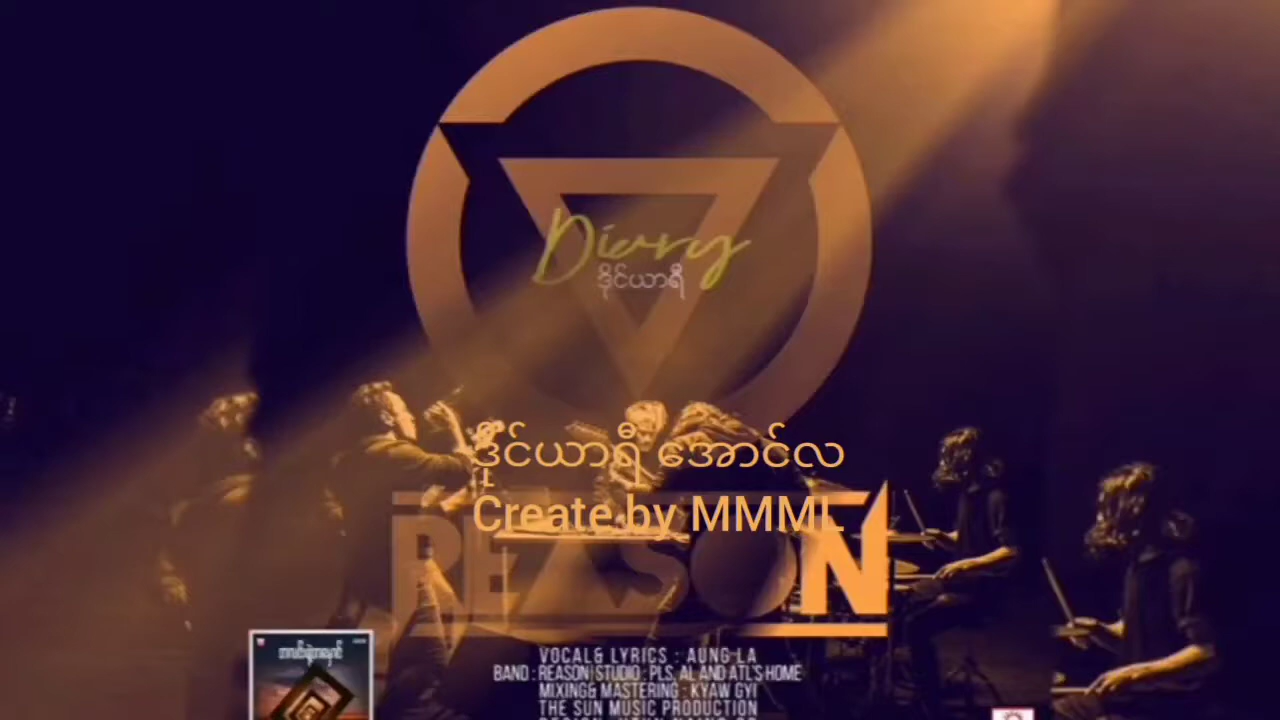 Diary
ဒိုင်ယာရီ
ဒိုင်ယာရီ အောင်လ
Create by MMML
REASON
VOCAL& LYRICS : AUNG LA
BAND : REASON STUDIO : PLS, AL AND ATL'S HOME
MIXING& MASTERING : KYAW GYI
THE SUN MUSIC PRODUCTION